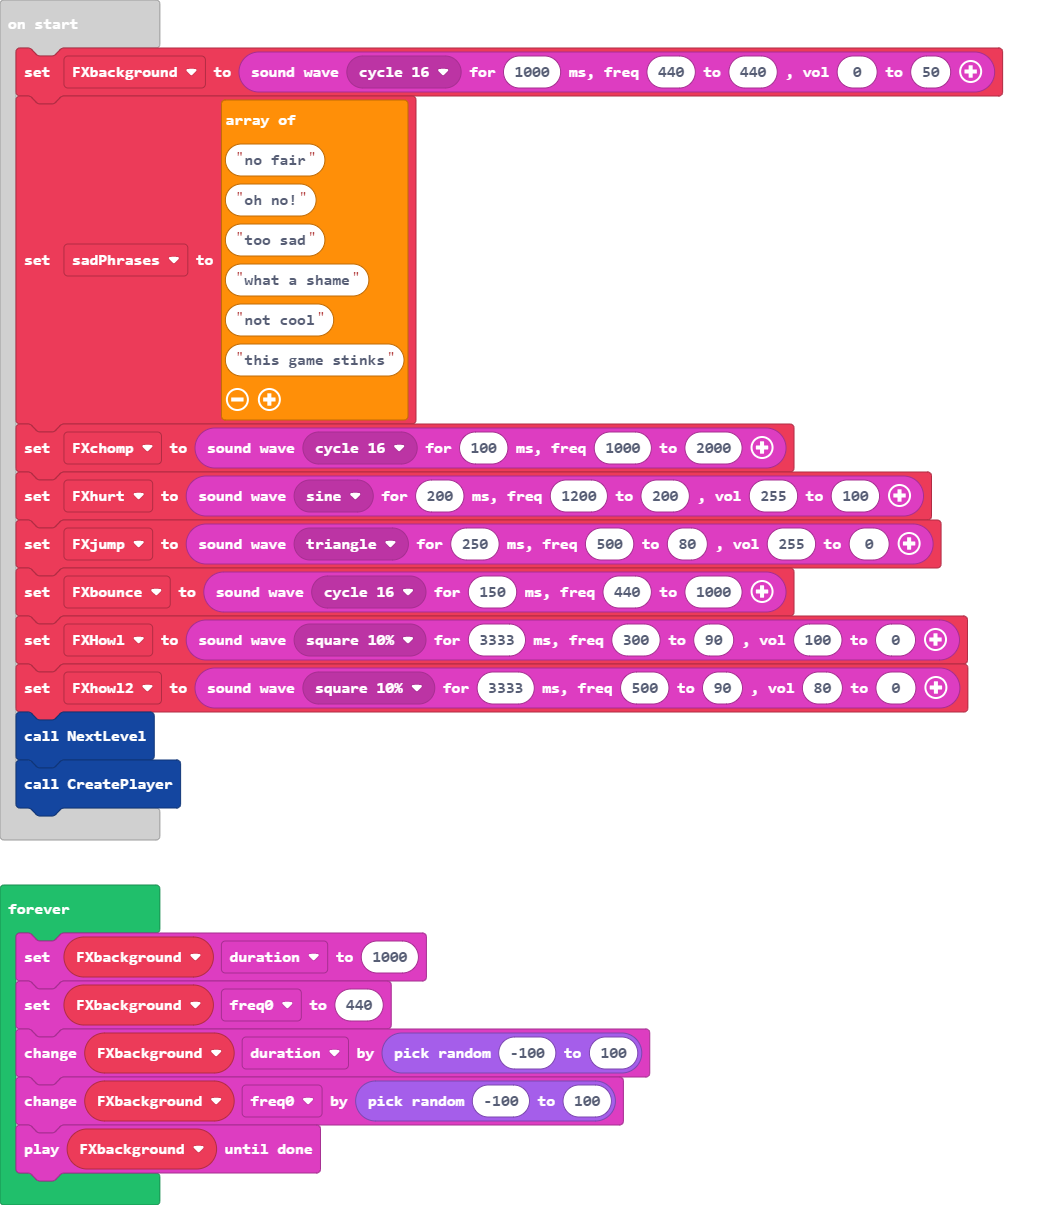 on start
set FXbackground to sound wave cycle 16 for 1000 ms, freq 440 to 440 , vol 0 to 50
array of
"no fair"
"oh no!"
"too sad"
set sadPhrases to
"what a shame"
"not cool"
"this game stinks"
set FXchomp to sound wave cycle 16 for 100 ms, freq 1000 to 2000
set FXhurt to sound wave sine for 200 ms, freq 1200 to 200 , vol 255 to 100
set FXjump to sound wave triangle for 250 ms, freq 500 to 80 , vol 255 to 0
set FXbounce to sound wave cycle 16 for 150 ms, freq 440 to 1000
set FXHowl to sound wave square 10% for 3333 ms, freq 300 to 90 , vol 100 to 0
set FXhowl2 to sound wave square 10% for 3333 ms, freq 500 to 90 , vol 80 to 0
call NextLevel
call CreatePlayer
forever
set FXbackground duration to 1000
set FXbackground freq0 to 440
change FXbackground duration by pick random -100 to 100
change FXbackground freq0 by pick random -100 to 100
play FXbackground until done